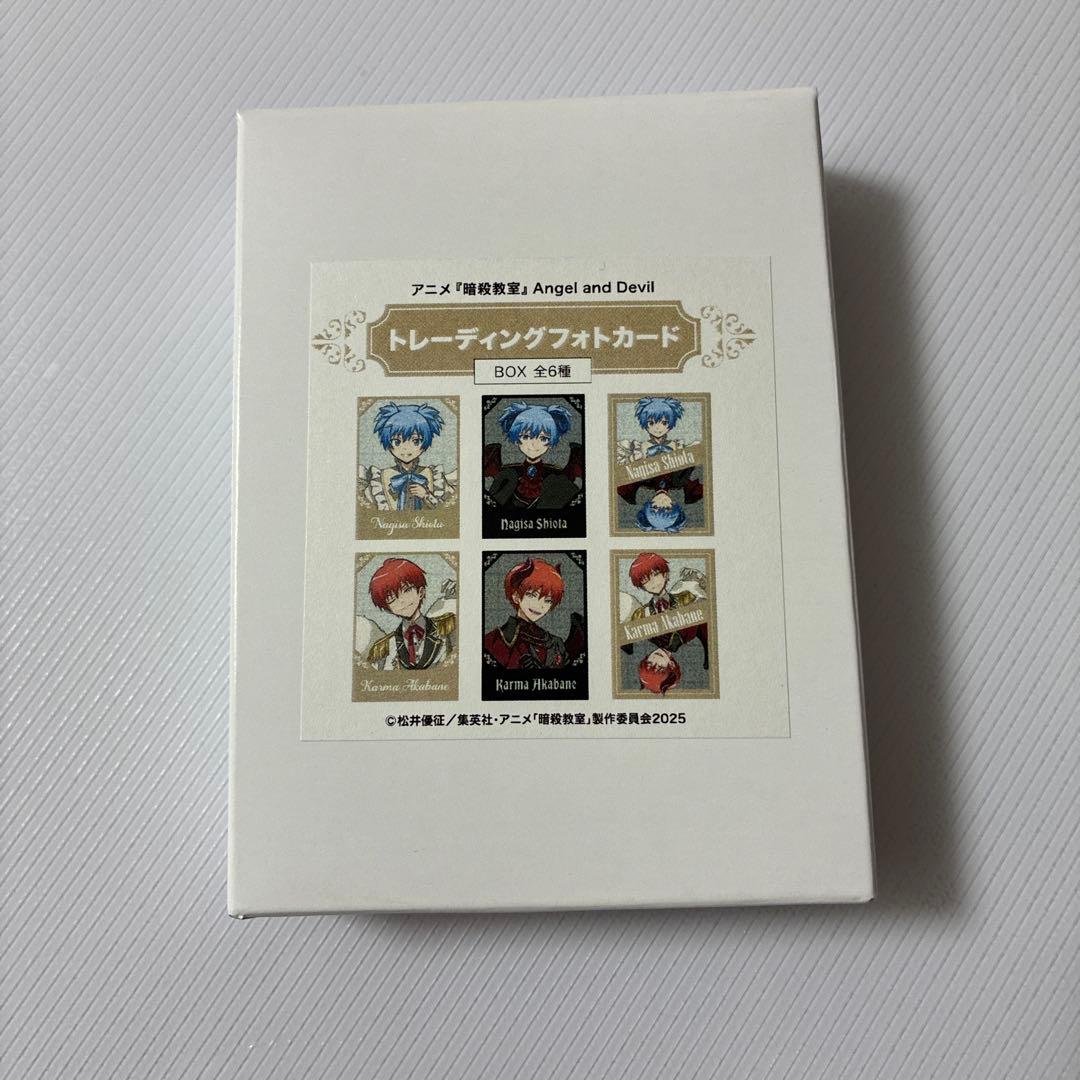 アニメ『暗殺教室』Angel and Devil
トレーディングフォトカード
BOX 全6種
Nagisa Shiota
Nagisa Shiota
Nagisa Shiota
Karma Akabane
Karma Akabane
Karma Akabane
©松井優征／集英社・アニメ「暗殺教室」製作委員会2025